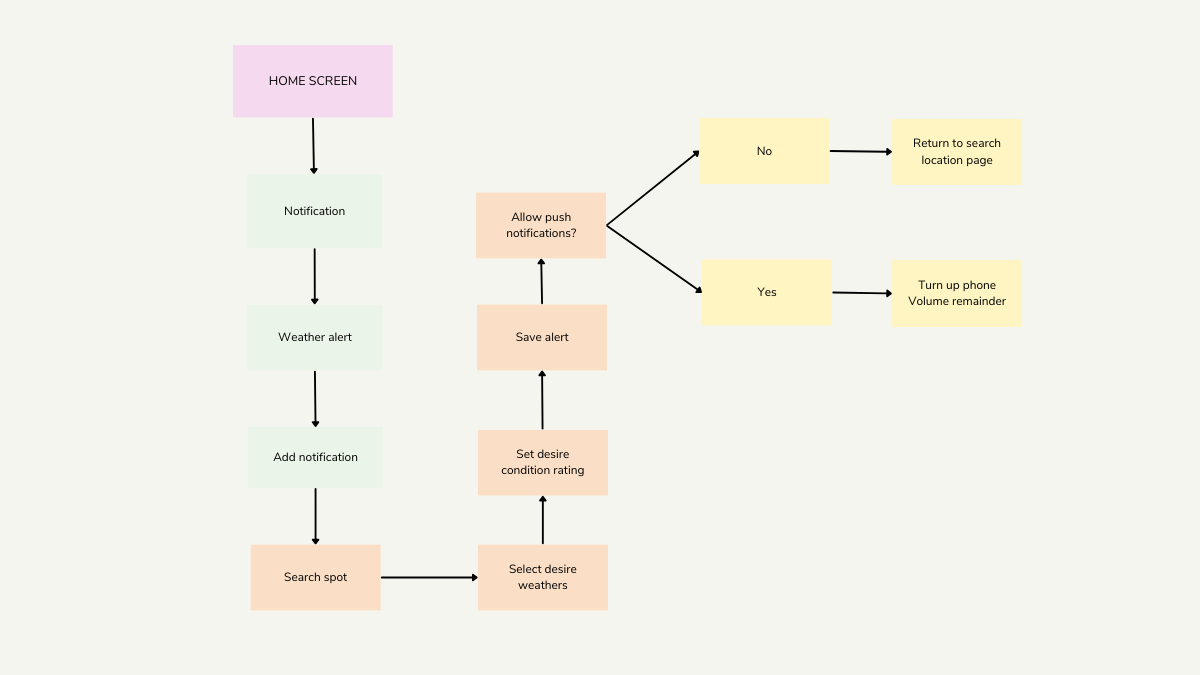 HOME SCREEN
Notification
Weather alert
Add notification
Search spot
Select desire
weathers
Set desire
condition rating
Save alert
Allow push
notifications?
No
Return to search
location page
Yes
Turn up phone
Volume remainder